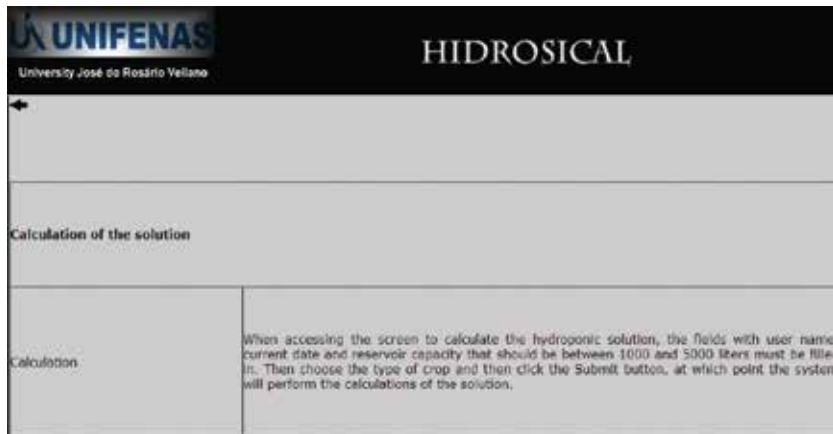 UNIFENAS
University José do Rosário Vellano
HIDROSICAL
Calculation of the solution
Calculation
When accessing the screen to calculate the hydroponic solution, the fields with user name
current date and reservoir capacity that should be between 1000 and 5000 liters must be fille
in. Then choose the type of crop and then click the Submit button, at which point the system
will perform the calculations of the solution.